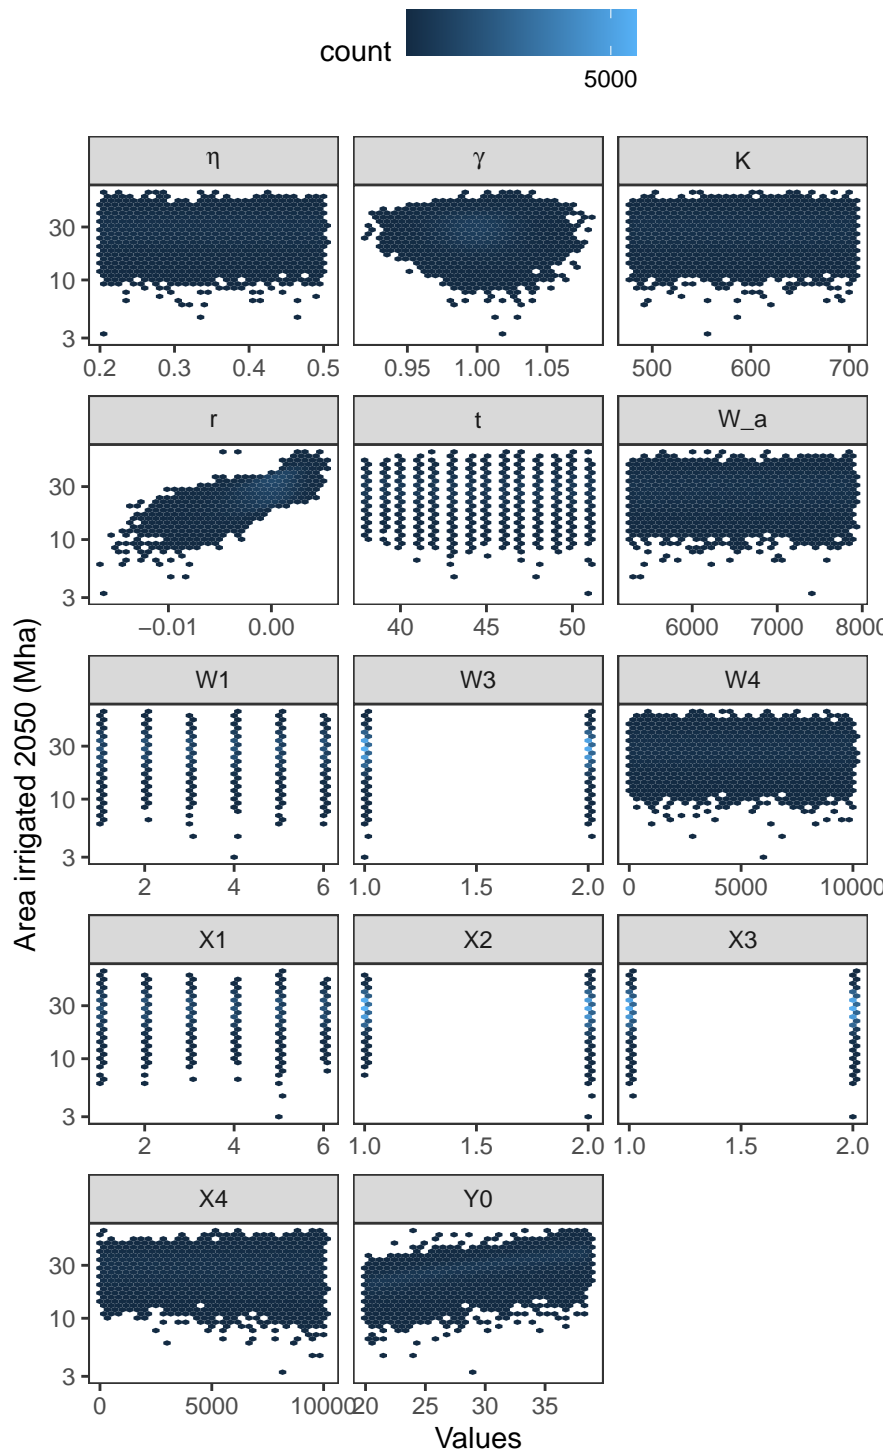 count
5000
η γ K
30
10
3
0.2 0.3 0.4 0.5 0.95 1.00 1.05 500 600 700
r t W_a
30
10
3
−0.01 0.00 40 45 50 6000 7000 8000
W1 W3 W4
30
10
3
2 4 6 1.0 1.5 2.0 0 5000 10000
X1 X2 X3
30
10
3
2 4 6 1.0 1.5 2.0 1.0 1.5 2.0
X4 Y0
30
10
3
0 5000 10000 20 25 30 35
Area irrigated 2050 (Mha)
Values